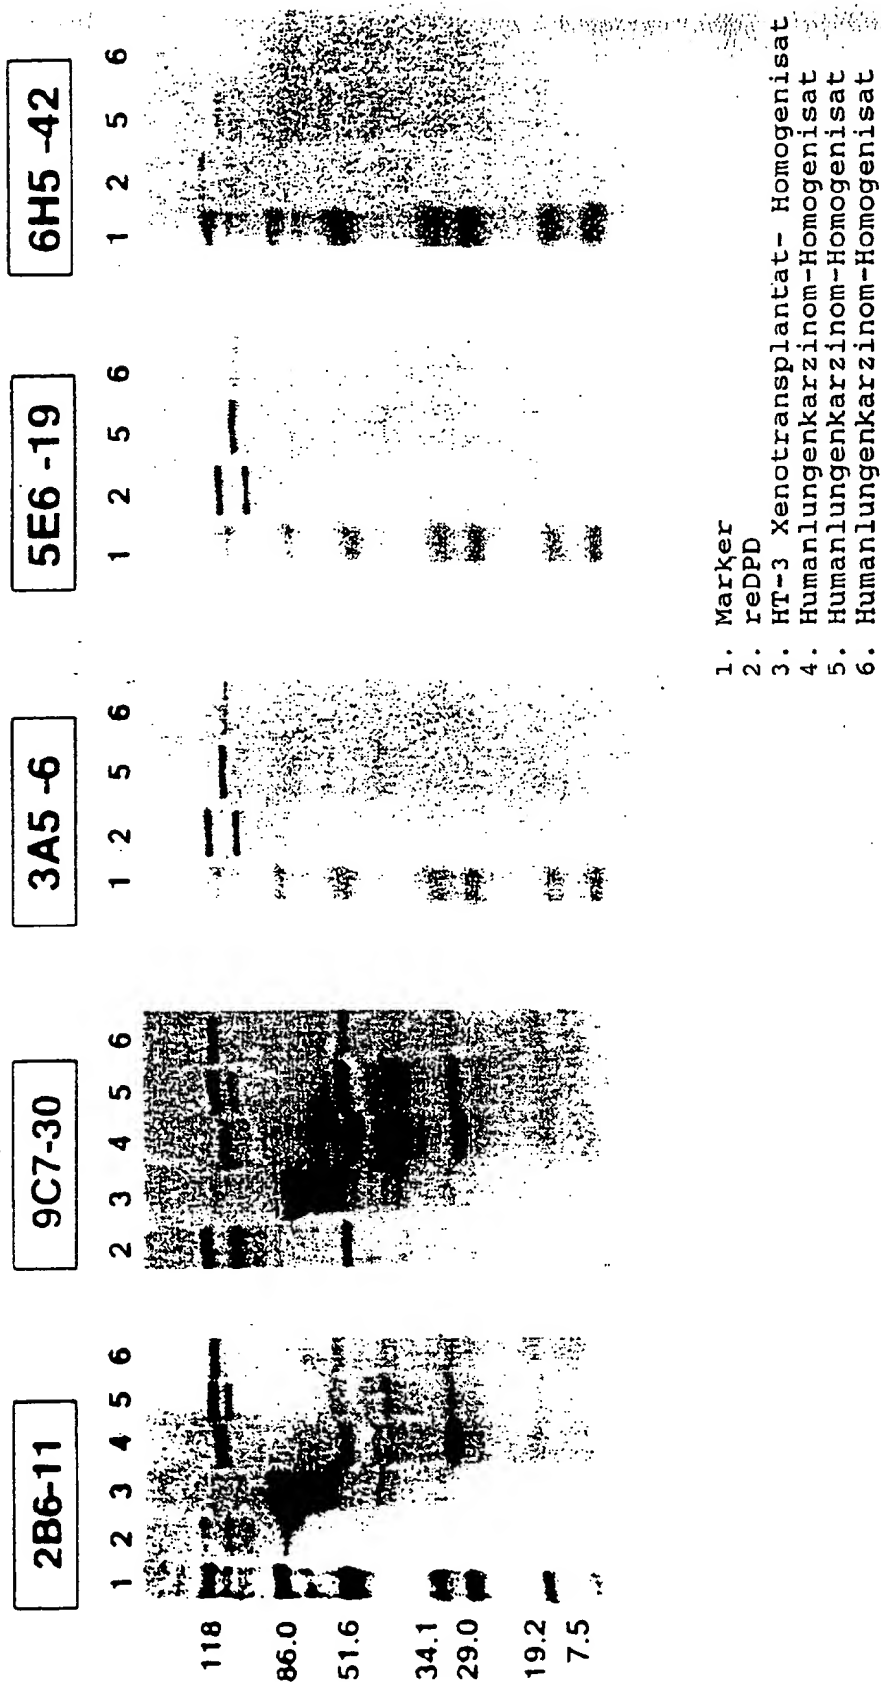 2B6-11
9C7-30
3A5 -6
5E6 -19
6H5 -42
1 2 3 4 5 6
2 3 4 5 6
1 2 5 6
1 2 5 6
1 2 5 6
118
86.0
51.6
34.1
29.0
19.2
7.5
1. Marker
2. reDPD
3. HT-3 Xenotransplantat- Homogenisat
4. Humanlungenkarzinom-Homogenisat
5. Humanlungenkarzinom-Homogenisat
6. Humanlungenkarzinom-Homogenisat